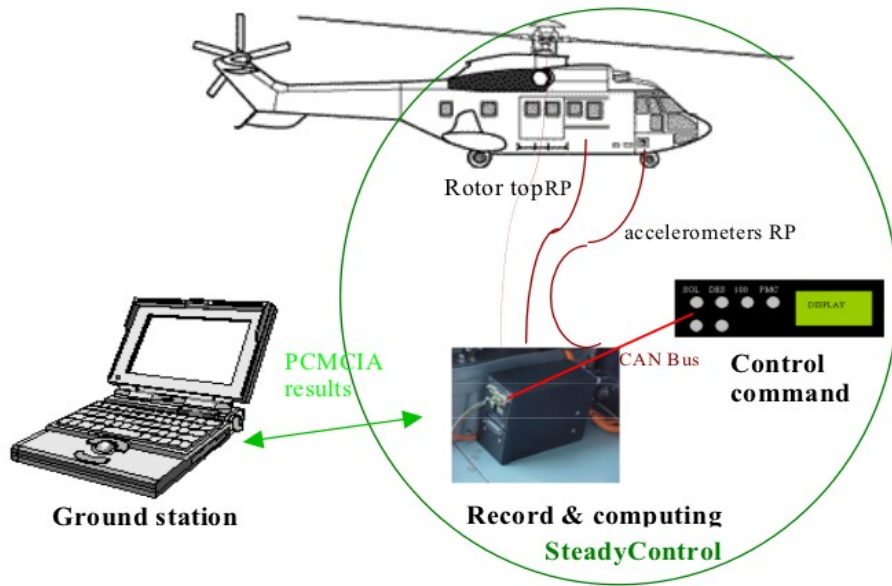 Rotor topRP
accelerometers RP
SOL DES 180 PMC
DISPLAY
PCMCIA
results
CAN Bus
Control
command
Ground station
Record & computing
SteadyControl